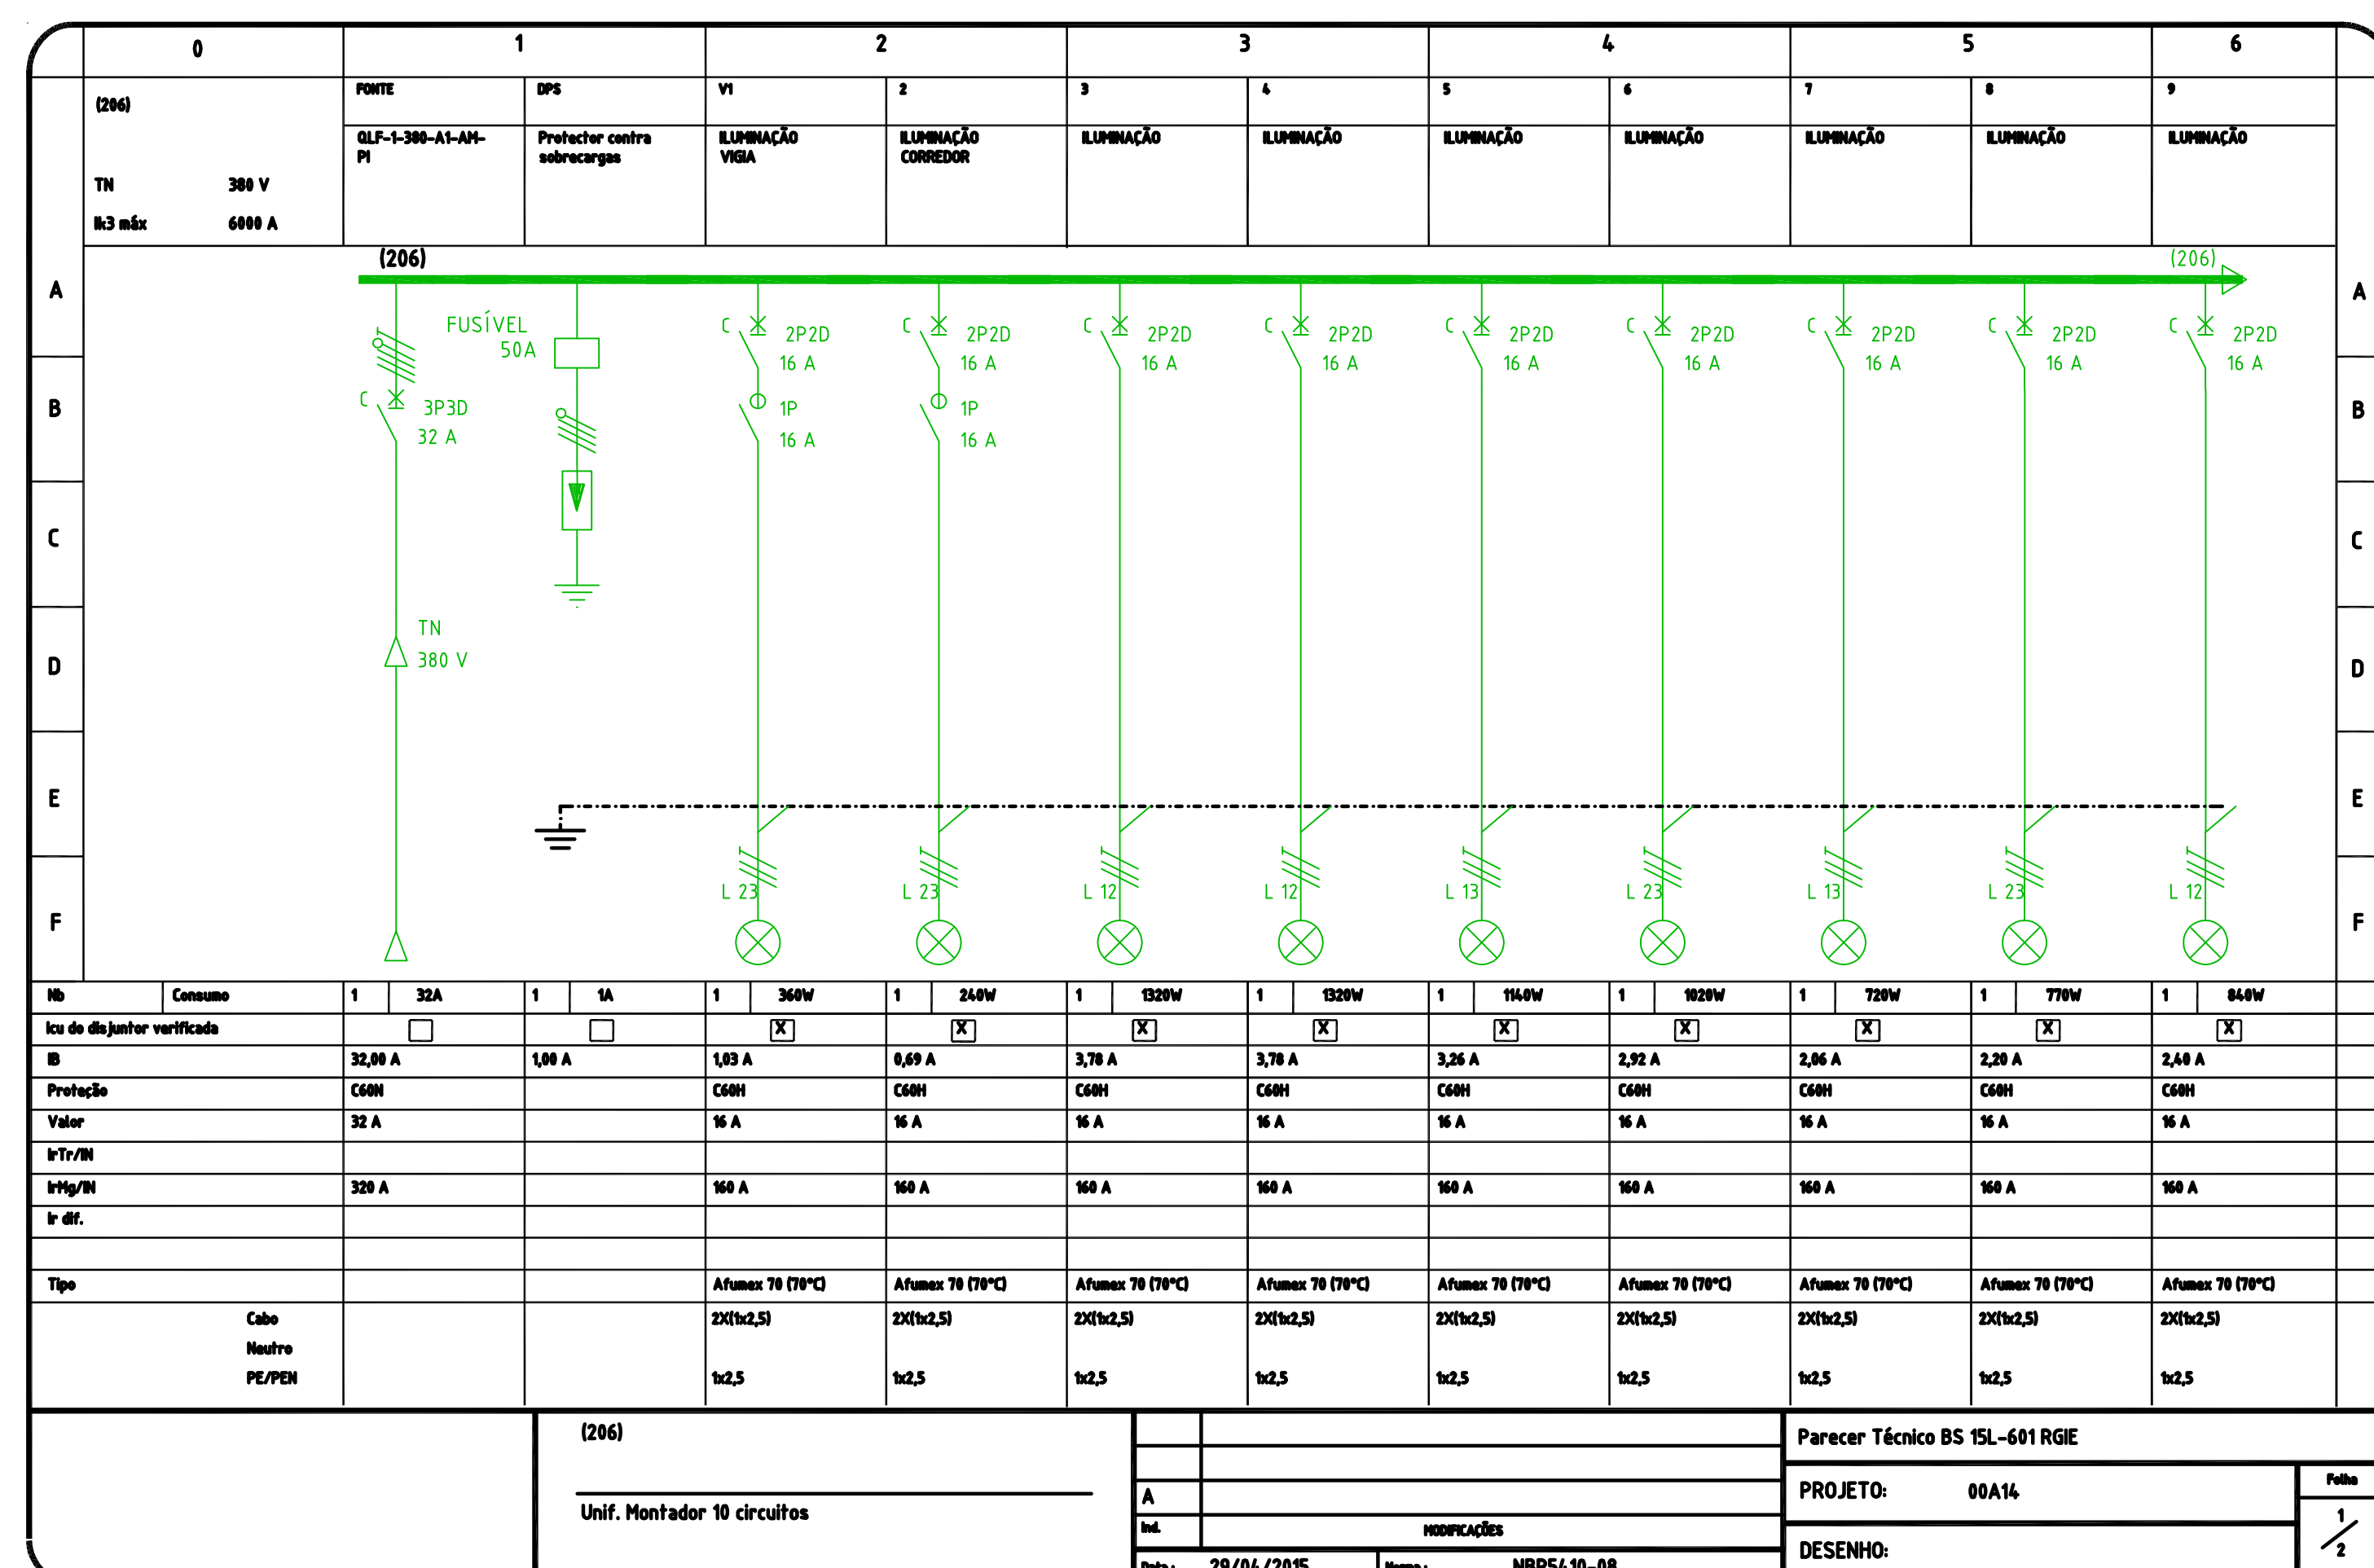 0 1 2 3 4 5 6
FONTE DPS V1 2 3 4 5 6 7 8 9
(206)
QLF-1-380-A1-AM- Protector contra ILUMINAÇÃO ILUMINAÇÃO ILUMINAÇÃO ILUMINAÇÃO ILUMINAÇÃO ILUMINAÇÃO ILUMINAÇÃO ILUMINAÇÃO ILUMINAÇÃO
PI sobrecargas VIGIA CORREDOR
TN 380 V
Ik3 máx 6000 A
(206) (206)
A A
FUSÍVEL C 2P2D C 2P2D C 2P2D C 2P2D C 2P2D C 2P2D C 2P2D C 2P2D C 2P2D
50A 16 A 16 A 16 A 16 A 16 A 16 A 16 A 16 A 16 A
B C 3P3D 1P 1P B
32 A 16 A 16 A
C C
TN
D 380 V D
E E
L 23 L 23 L 12 L 12 L 13 L 23 L 13 L 23 L 12
F F
Nb Consumo 1 32A 1 1A 1 360W 1 240W 1 1320W 1 1320W 1 1140W 1 1020W 1 720W 1 770W 1 840W
Icu do disjuntor verificada X X X X X X X X X
IB 32,00 A 1,00 A 1,03 A 0,69 A 3,78 A 3,78 A 3,26 A 2,92 A 2,06 A 2,20 A 2,40 A
Proteção C60N C60H C60H C60H C60H C60H C60H C60H C60H C60H
Valor 32 A 16 A 16 A 16 A 16 A 16 A 16 A 16 A 16 A 16 A
IrTr/IN
IrMg/IN 320 A 160 A 160 A 160 A 160 A 160 A 160 A 160 A 160 A 160 A
Ir dif.
Tipo Afumex 70 (70°C) Afumex 70 (70°C) Afumex 70 (70°C) Afumex 70 (70°C) Afumex 70 (70°C) Afumex 70 (70°C) Afumex 70 (70°C) Afumex 70 (70°C) Afumex 70 (70°C)
Cabo 2X(1x2,5) 2X(1x2,5) 2X(1x2,5) 2X(1x2,5) 2X(1x2,5) 2X(1x2,5) 2X(1x2,5) 2X(1x2,5) 2X(1x2,5)
Neutro
PE/PEN 1x2,5 1x2,5 1x2,5 1x2,5 1x2,5 1x2,5 1x2,5 1x2,5 1x2,5
(206)
Unif. Montador 10 circuitos
A
Ind. MODIFICAÇÕES
Data : 29/04/2015 Norma : NBR5410-08
Parecer Técnico BS 15L-601 RGIE
PROJETO: 00A14
Folha
1/2
DESENHO: